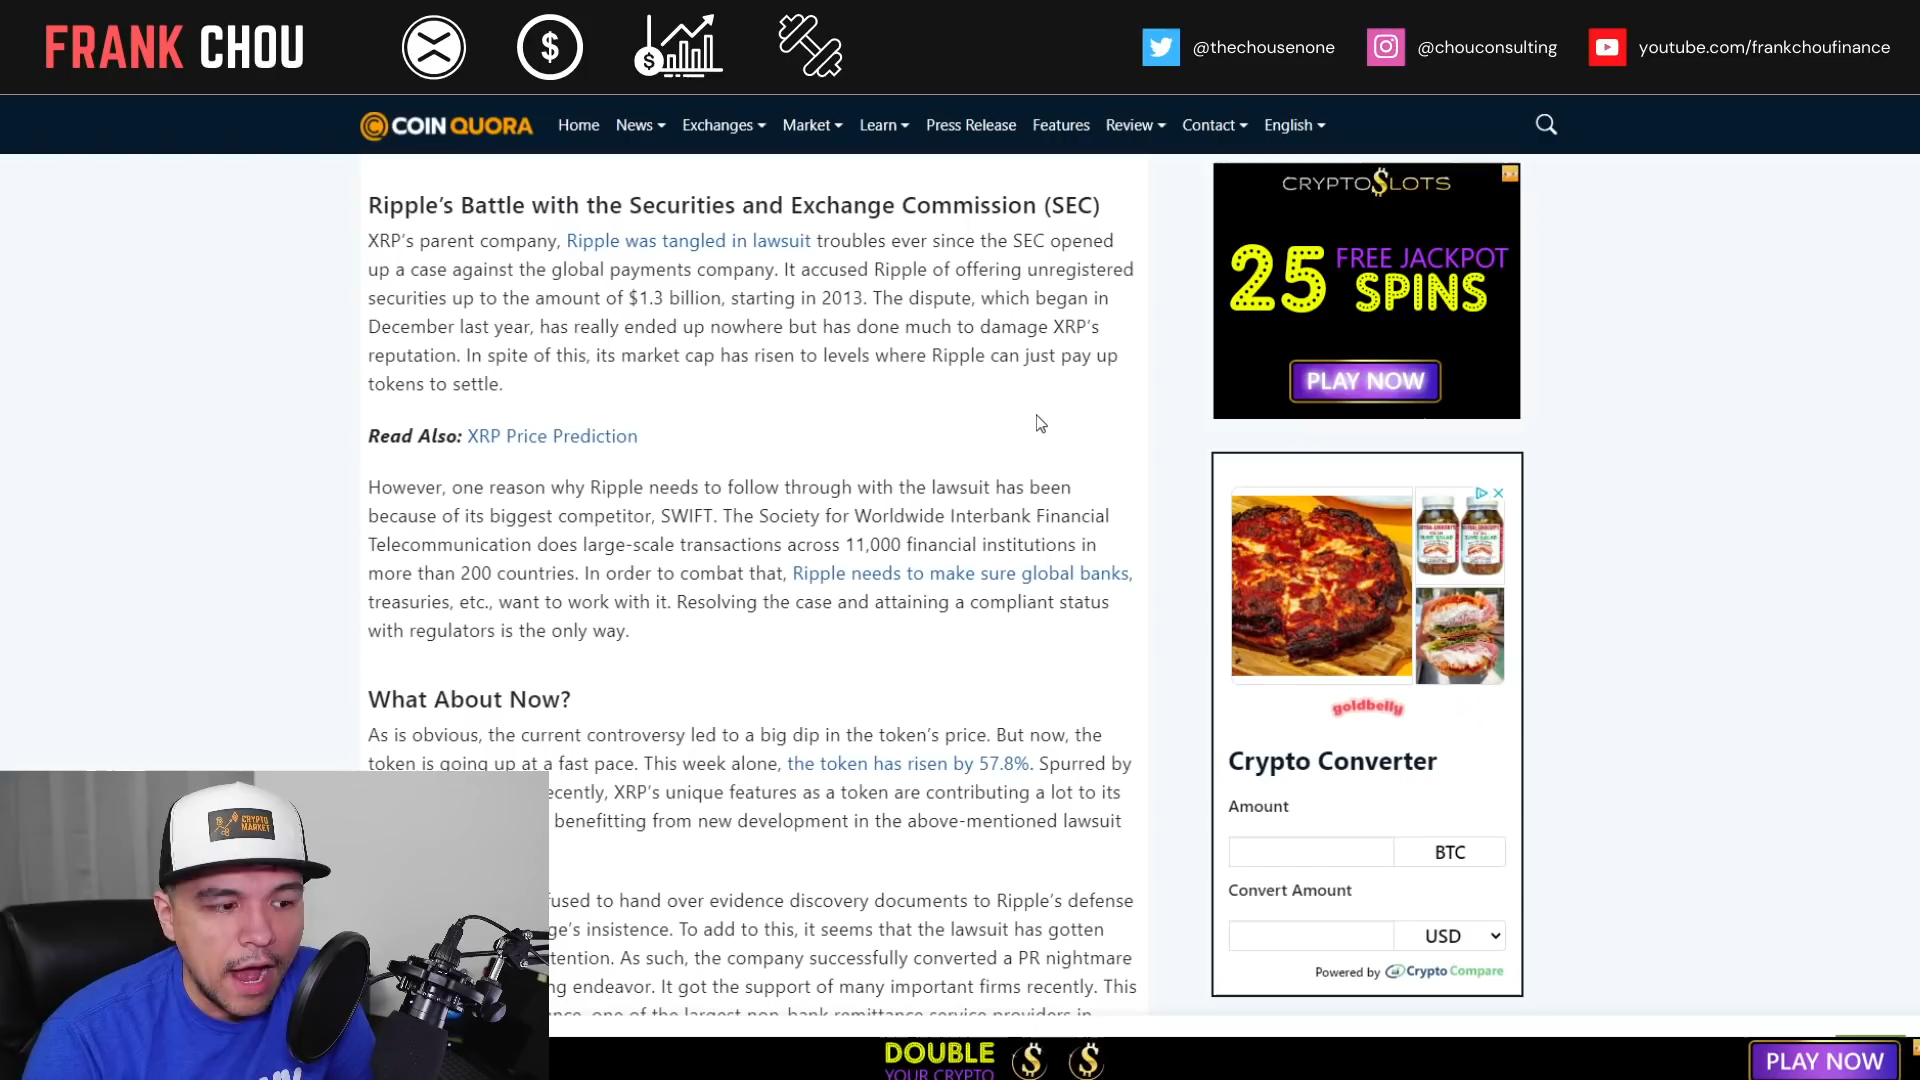 FRANK CHOU
@thechousenone
@chouconsulting
youtube.com/frankchoufinance
COIN QUORA
Home
News
Exchanges
Market
Learn
Press Release
Features
Review
Contact
English
Ripple’s Battle with the Securities and Exchange Commission (SEC)
XRP’s parent company, Ripple was tangled in lawsuit troubles ever since the SEC opened
up a case against the global payments company. It accused Ripple of offering unregistered
securities up to the amount of $1.3 billion, starting in 2013. The dispute, which began in
December last year, has really ended up nowhere but has done much to damage XRP’s
reputation. In spite of this, its market cap has risen to levels where Ripple can just pay up
tokens to settle.
Read Also: XRP Price Prediction
However, one reason why Ripple needs to follow through with the lawsuit has been
because of its biggest competitor, SWIFT. The Society for Worldwide Interbank Financial
Telecommunication does large-scale transactions across 11,000 financial institutions in
more than 200 countries. In order to combat that, Ripple needs to make sure global banks,
treasuries, etc., want to work with it. Resolving the case and attaining a compliant status
with regulators is the only way.
What About Now?
As is obvious, the current controversy led to a big dip in the token’s price. But now, the
token is going up at a fast pace. This week alone, the token has risen by 57.8%. Spurred by
XRP’s unique features as a token are contributing a lot to its
benefitting from new development in the above-mentioned lawsuit
to hand over evidence discovery documents to Ripple’s defense
insistence. To add to this, it seems that the lawsuit has gotten
As such, the company successfully converted a PR nightmare
endeavor. It got the support of many important firms recently. This
one of the largest non-bank remittance service providers in
CRYPTO$LOTS
25 FREE JACKPOT
SPINS
PLAY NOW
goldbelly
Crypto Converter
Amount
BTC
Convert Amount
USD
Powered by CryptoCompare
CRYPTO
MARKET
DOUBLE
YOUR CRYPTO
PLAY NOW